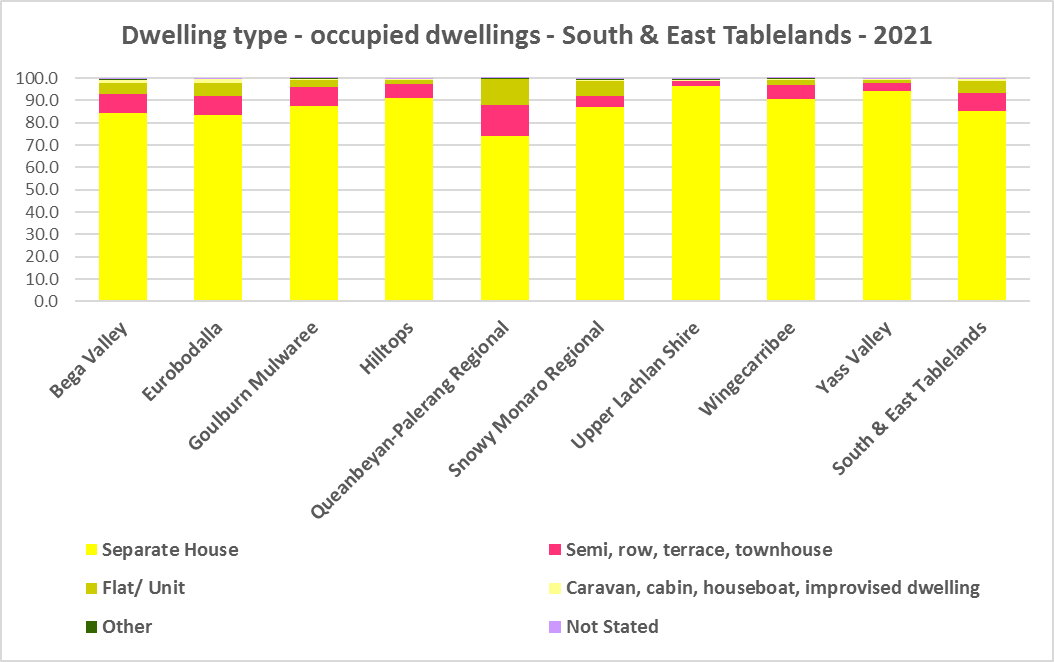 Dwelling type - occupied dwellings - South & East Tablelands - 2021
100.0
90.0
80.0
70.0
60.0
50.0
40.0
30.0
20.0
10.0
0.0
Bega Valley
Eurobodalla
Goulburn Mulwaree
Hilltops
Queanbeyan-Palerang Regional
Snowy Monaro Regional
Upper Lachlan Shire
Wingecarribee
Yass Valley
South & East Tablelands
Separate House
Semi, row, terrace, townhouse
Flat/ Unit
Caravan, cabin, houseboat, improvised dwelling
Other
Not Stated